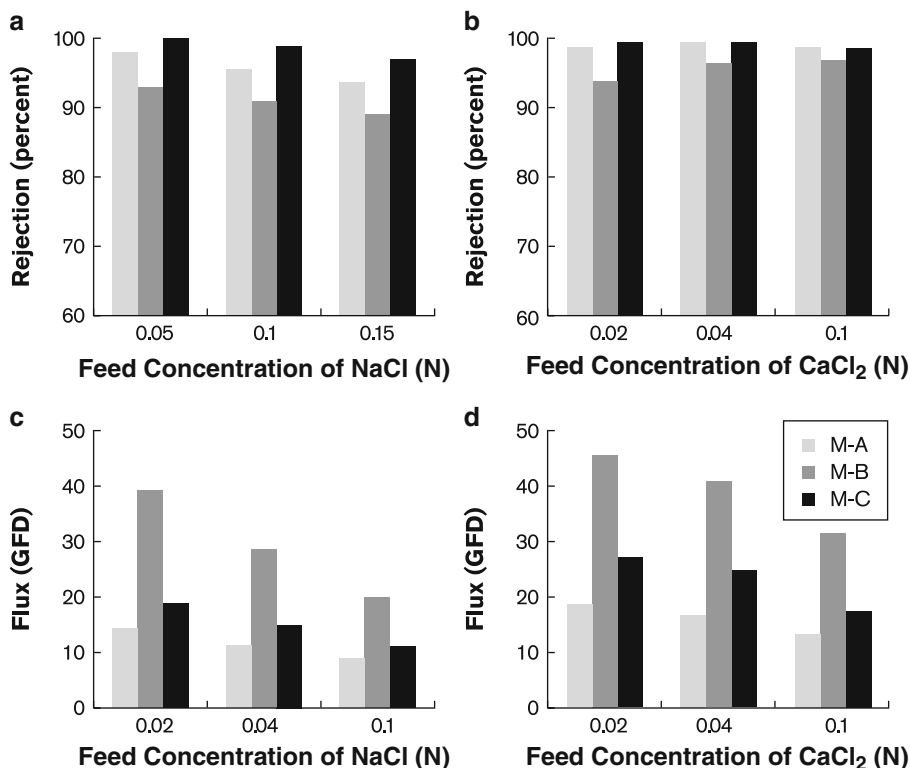 a
Rejection (percent)
100
90
80
70
60
0.05 0.1 0.15
Feed Concentration of NaCl (N)
b
Rejection (percent)
100
90
80
70
60
0.02 0.04 0.1
Feed Concentration of CaCl₂ (N)
c
Flux (GFD)
50
40
30
20
10
0
0.02 0.04 0.1
Feed Concentration of NaCl (N)
d
Flux (GFD)
50
40
30
20
10
0
M-A
M-B
M-C
0.02 0.04 0.1
Feed Concentration of CaCl₂ (N)